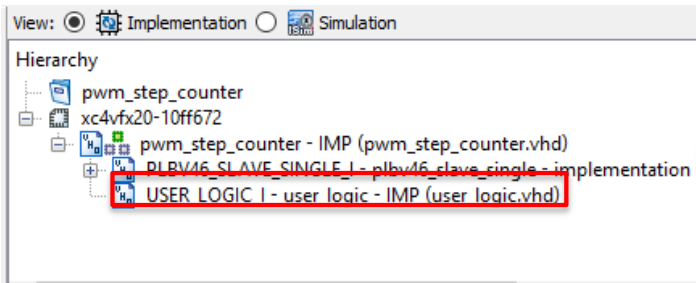 View: Implementation Simulation
Hierarchy
pwm_step_counter
xc4vfx20-10ff672
pwm_step_counter - IMP (pwm_step_counter.vhd)
PLBV46_SLAVE_SINGLE_I - plbv46_slave_single - implementation
USER_LOGIC_I - user_logic - IMP (user_logic.vhd)